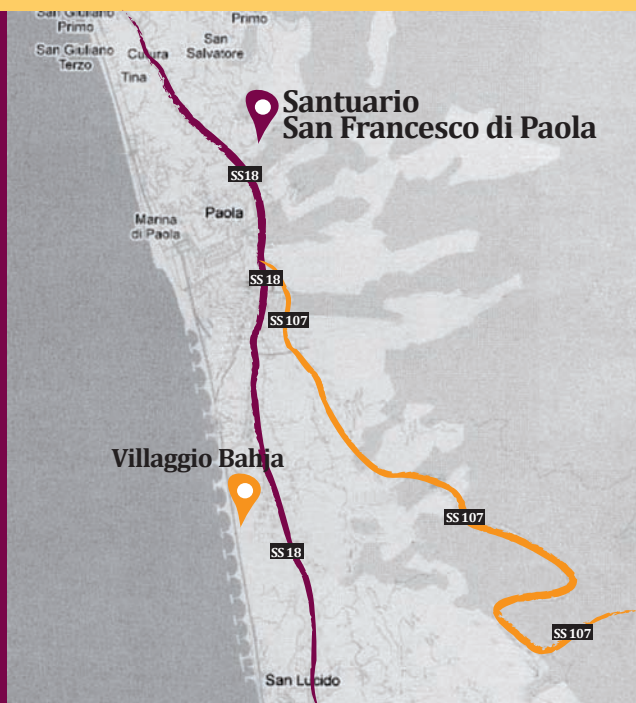 San Giuliano
Primo
Primo
San Giuliano
Terzo
Cutura
San
Salvatore
Tina
Santuario
San Francesco di Paola
SS18
Paola
Marina
di Paola
SS 18
SS 107
Villaggio Bahja
SS 107
SS 18
SS 107
San Lucido